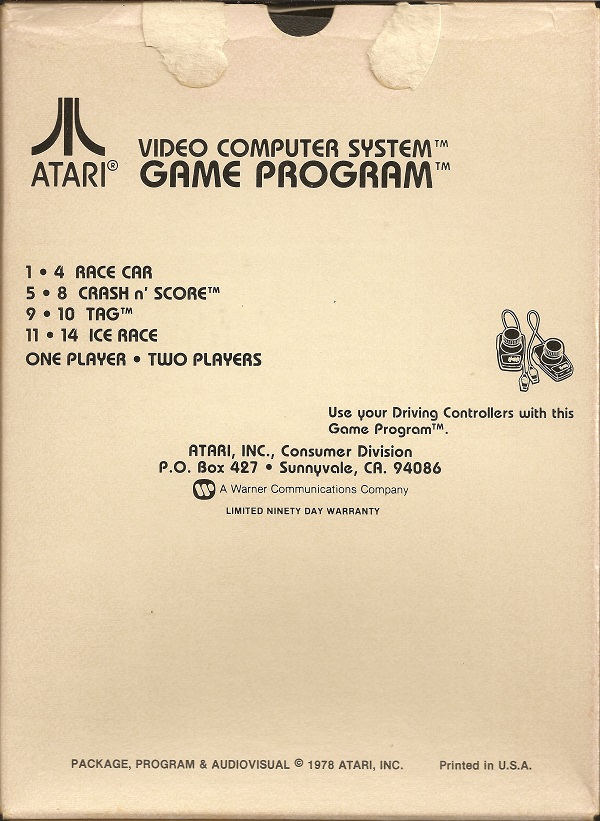 VIDEO COMPUTER SYSTEM™
ATARI® GAME PROGRAM™
1 • 4 RACE CAR
5 • 8 CRASH n' SCORE™
9 • 10 TAG™
11 • 14 ICE RACE
ONE PLAYER • TWO PLAYERS
Use your Driving Controllers with this
Game Program™.
ATARI, INC., Consumer Division
P.O. Box 427 • Sunnyvale, CA. 94086
A Warner Communications Company
LIMITED NINETY DAY WARRANTY
PACKAGE, PROGRAM & AUDIOVISUAL © 1978 ATARI, INC. Printed in U.S.A.